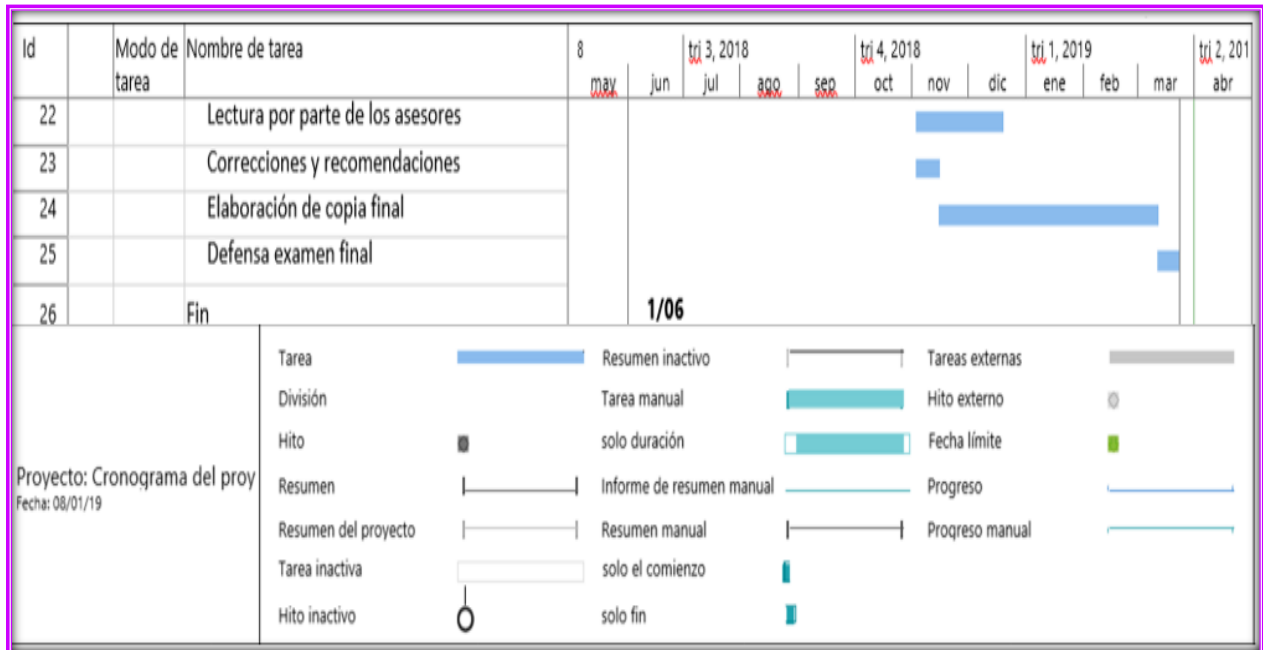 Id Modo de Nombre de tarea 8 tri 3, 2018 tri 4, 2018 tri 1, 2019 tri 2, 201
tarea may jun jul ago sep oct nov dic ene feb mar abr
22 Lectura por parte de los asesores
23 Correcciones y recomendaciones
24 Elaboración de copia final
25 Defensa examen final
26 Fin 1/06
Proyecto: Cronograma del proy
Fecha: 08/01/19
Tarea Resumen inactivo Tareas externas
División Tarea manual Hito externo
Hito solo duración Fecha límite
Resumen Informe de resumen manual Progreso
Resumen del proyecto Resumen manual Progreso manual
Tarea inactiva solo el comienzo
Hito inactivo solo fin